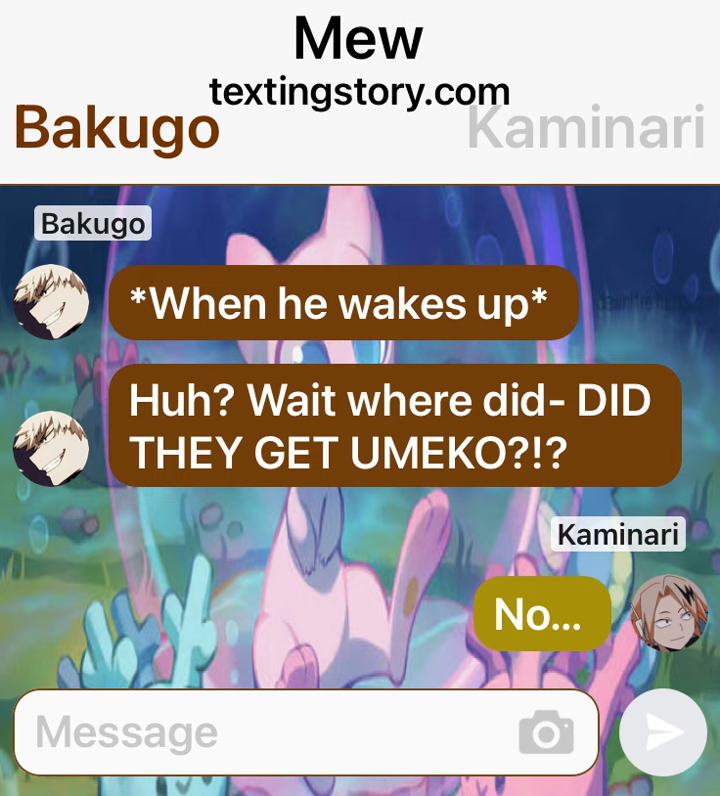 Mew
textingstory.com
Bakugo
Kaminari
Bakugo
*When he wakes up*
Huh? Wait where did- DID
THEY GET UMEKO?!?
Kaminari
No...
Message